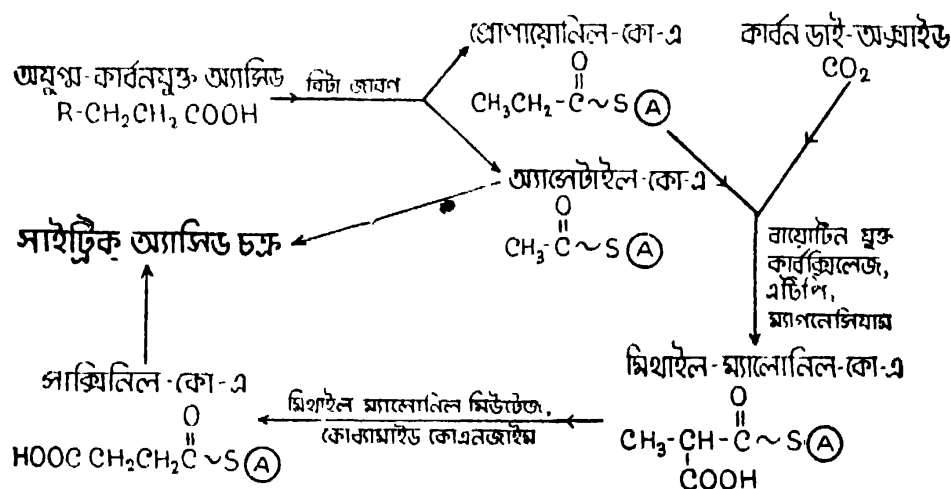 প্রোপায়োনিল-কো-এ
কার্বন ডাই-অক্সাইড
CO₂
অযুগ্ম-কার্বনযুক্ত অ্যাসিড
R-CH₂CH₂COOH
বিটা জারণ
O
CH₃CH₂-C~S(A)
অ্যাসেটাইল-কো-এ
O
CH₃-C~S(A)
সাইট্রিক অ্যাসিড চক্র
বায়োটিন যুক্ত
কার্বক্সিলেজ,
এটিপি,
ম্যাগনেসিয়াম
সাক্সিনিল-কো-এ
O
HOOC CH₂CH₂C~S(A)
মিথাইল ম্যালোনিল মিউটেজ,
কোব্যামাইড কোএনজাইম
মিথাইল-ম্যালোনিল-কো-এ
O
CH₃-CH-C~S(A)
COOH